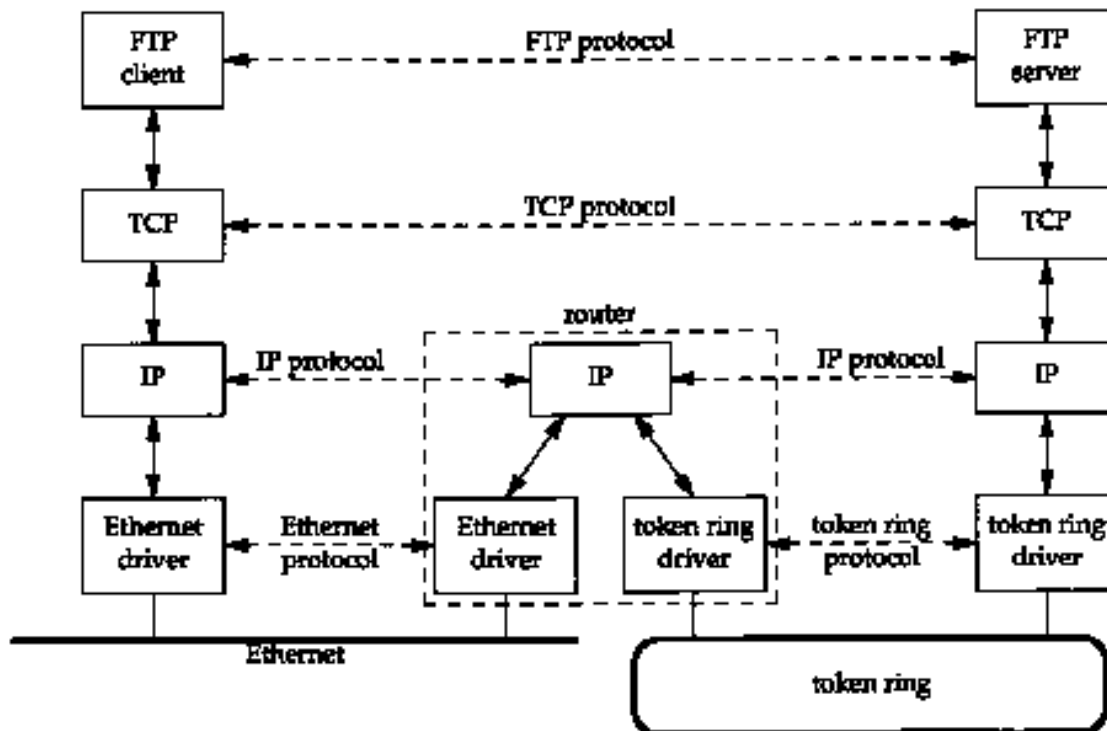 FTP
client
FTP protocol
FTP
server
TCP
TCP protocol
TCP
router
IP
IP protocol
IP
IP protocol
IP
Ethernet
driver
Ethernet
protocol
Ethernet
driver
token ring
driver
token ring
protocol
token ring
driver
Ethernet
token ring